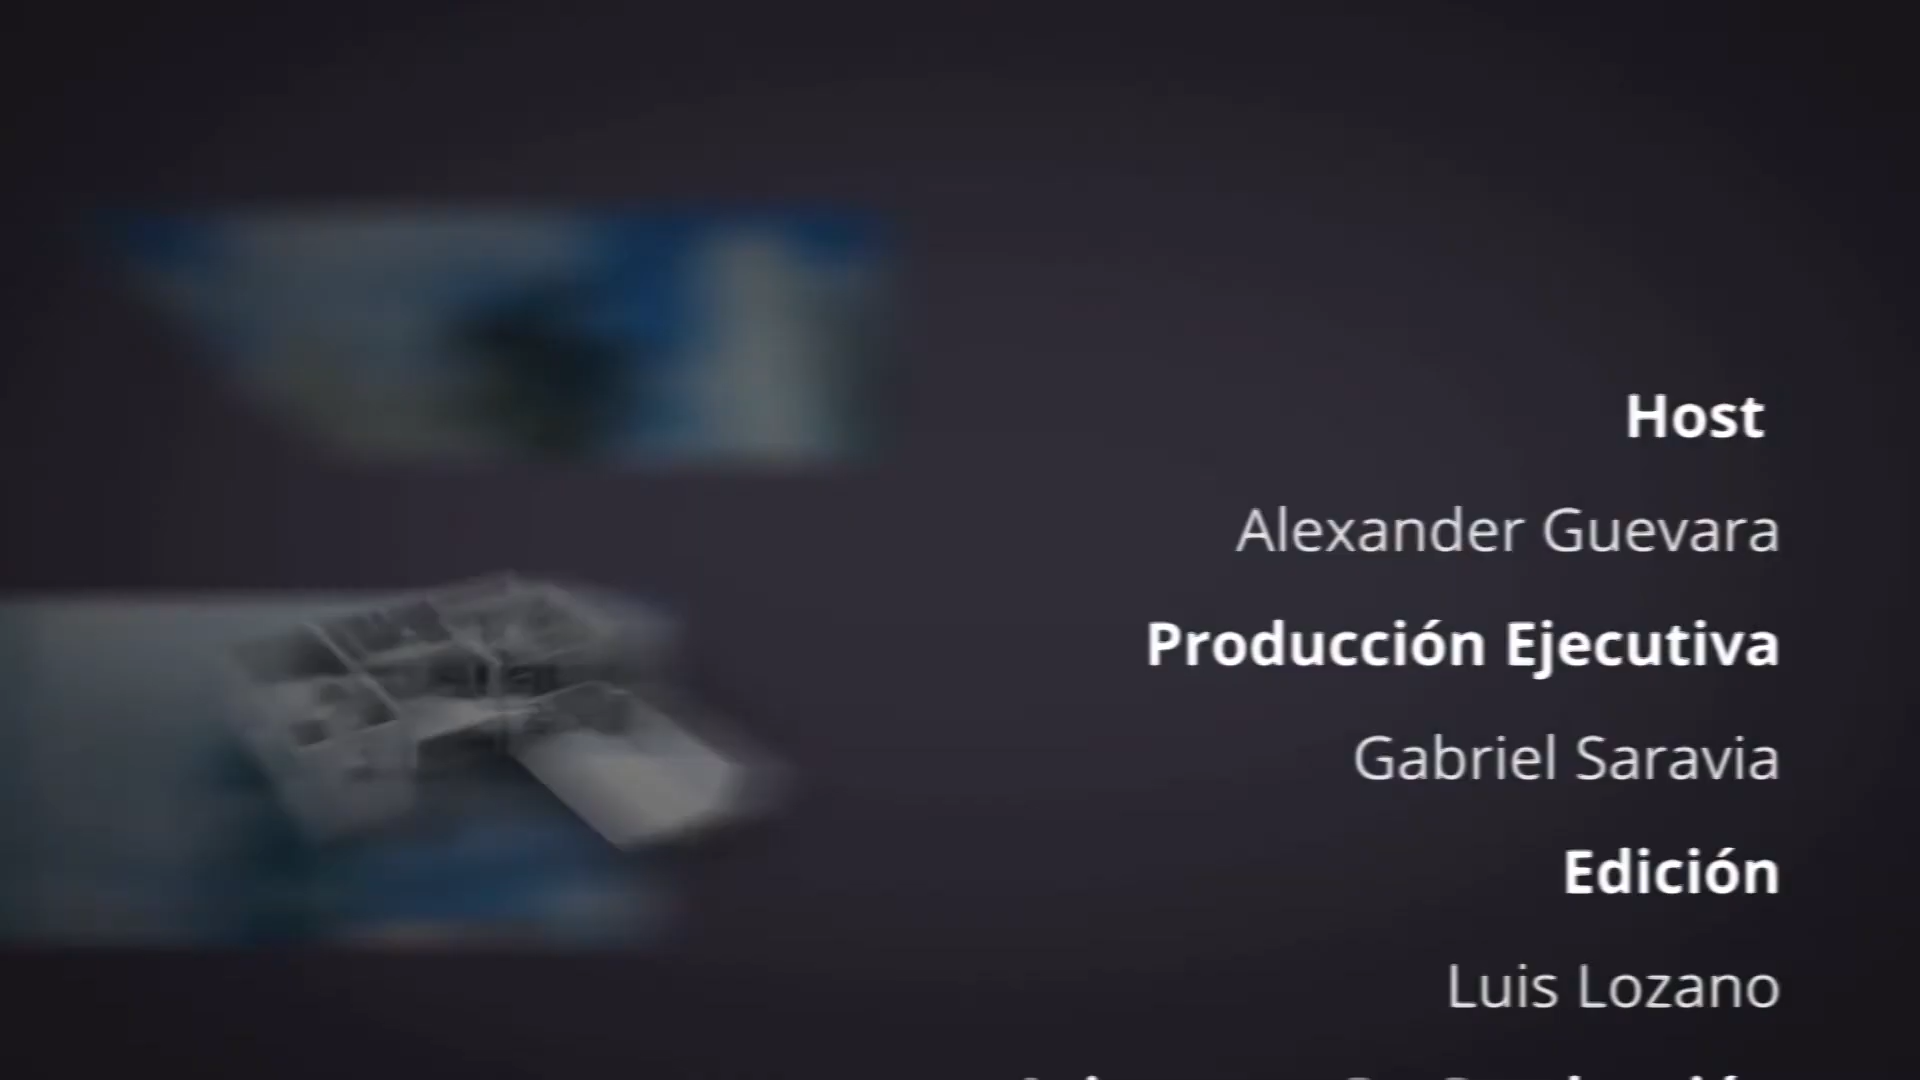 Host
Alexander Guevara
Producción Ejecutiva
Gabriel Saravia
Edición
Luis Lozano